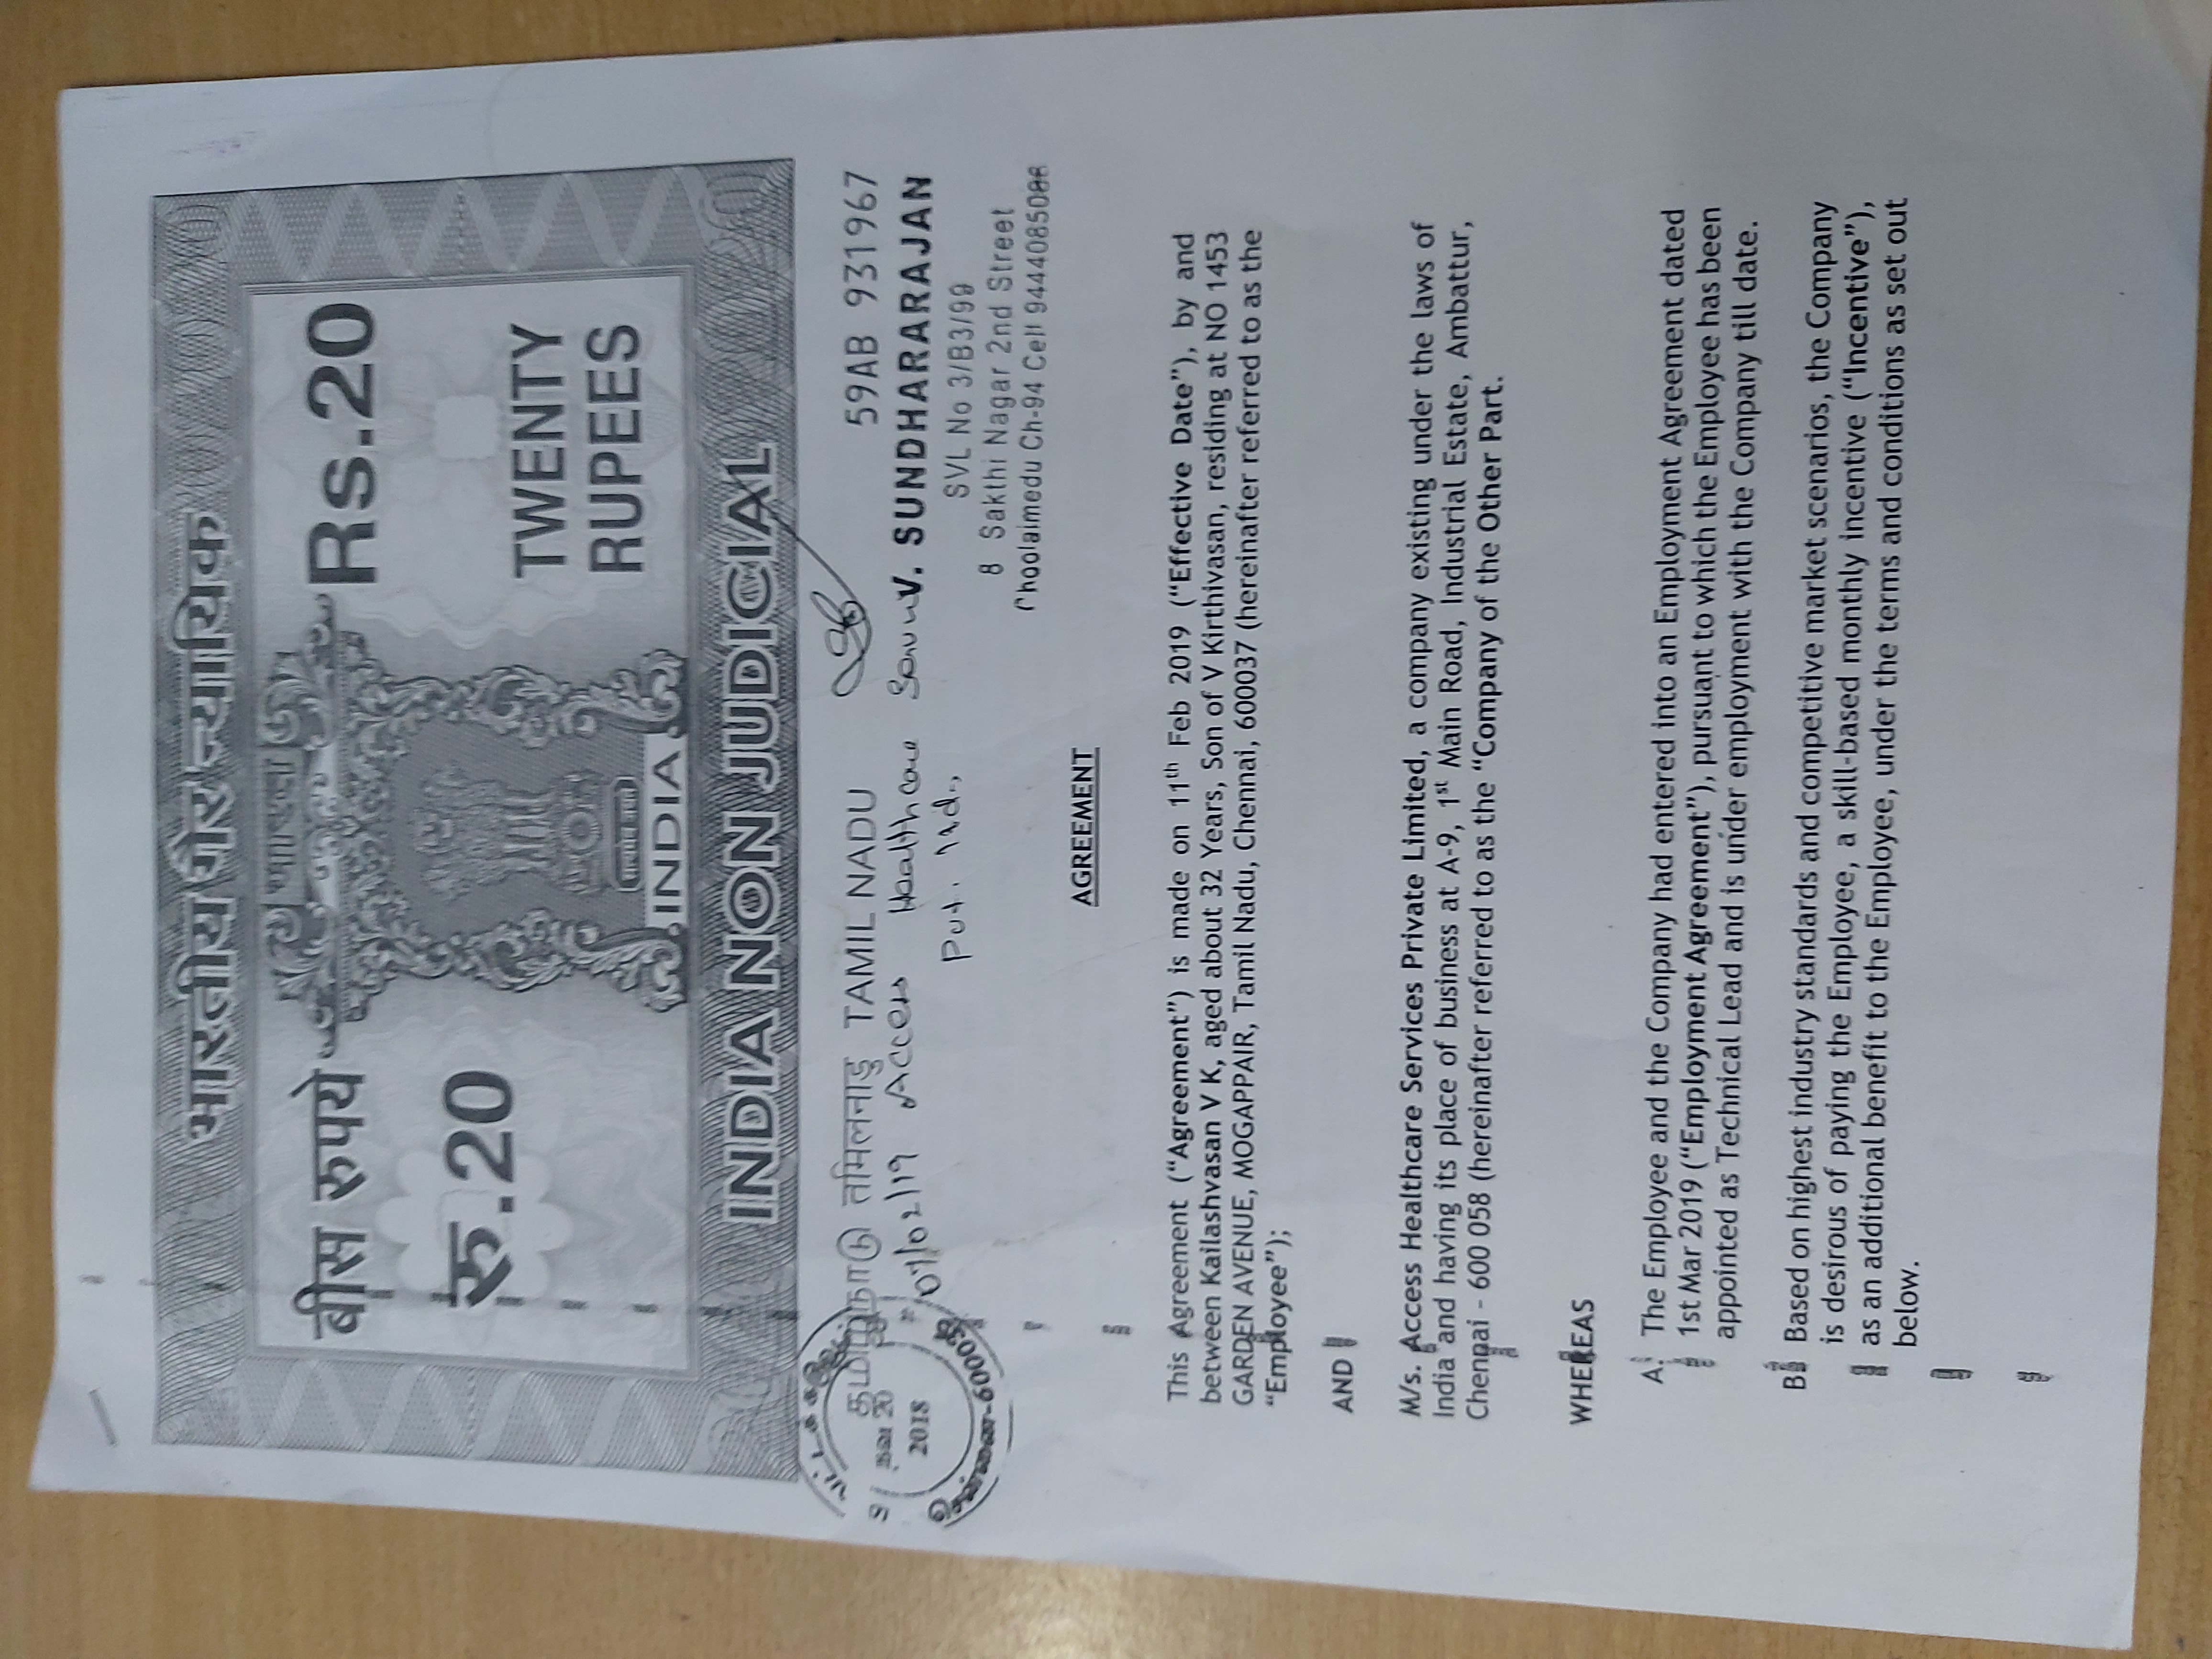 भारतीय गैर न्यायिक
भारत
बीस रुपये
Rs.20
रु.20
TWENTY
RUPEES
सत्यमेव जयते
INDIA
INDIA NON JUDICIAL
தமிழ்நாடு तमिलनाडु TAMIL NADU
59AB 931967
20
2018
சென்னை-600035
07/02/19 Access Healthcare
Pvt. Ltd.,
V. SUNDHARARAJAN
SVL No 3/B3/99
8 Sakthi Nagar 2nd Street
Choolaimedu Ch-94 Cell 9444085086
AGREEMENT
This Agreement (“Agreement”) is made on 11th Feb 2019 (“Effective Date”), by and
between Kailashvasan V K, aged about 32 Years, Son of V Kirthivasan, residing at NO 1453
GARDEN AVENUE, MOGAPPAIR, Tamil Nadu, Chennai, 600037 (hereinafter referred to as the
“Employee”);
AND
M/s. Access Healthcare Services Private Limited, a company existing under the laws of
India and having its place of business at A-9, 1st Main Road, Industrial Estate, Ambattur,
Chennai - 600 058 (hereinafter referred to as the “Company of the Other Part.
WHEREAS
A. The Employee and the Company had entered into an Employment Agreement dated
1st Mar 2019 (“Employment Agreement”), pursuant to which the Employee has been
appointed as Technical Lead and is under employment with the Company till date.
B. Based on highest industry standards and competitive market scenarios, the Company
is desirous of paying the Employee, a skill-based monthly incentive (“Incentive”),
as an additional benefit to the Employee, under the terms and conditions as set out
below.